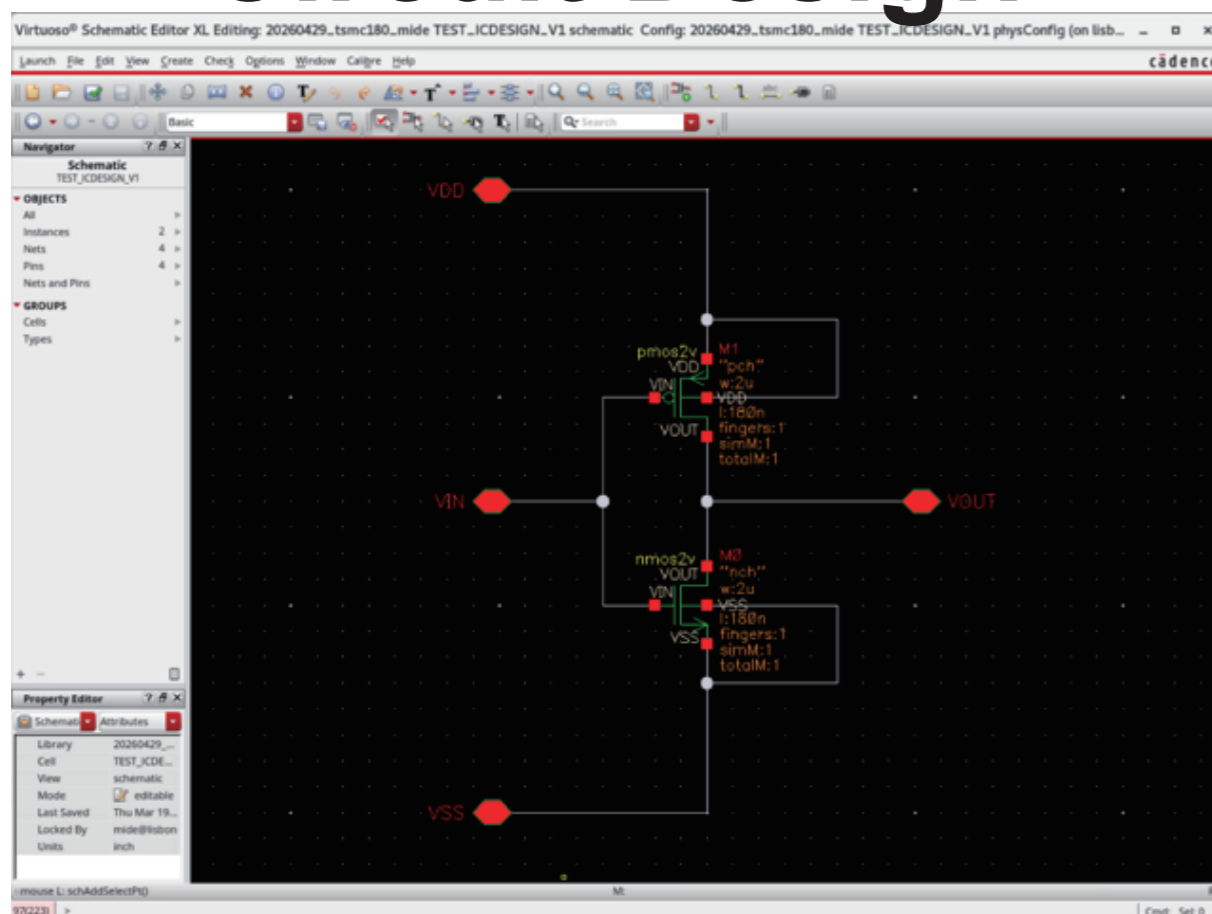 Circuit Design
Virtuoso® Schematic Editor XL Editing: 20260429_tsmc180_mide TEST_ICDESIGN_V1 schematic Config: 20260429_tsmc180_mide TEST_ICDESIGN_V1 physConfig (on lisb...
Launch File Edit View Create Check Options Window Calibre Help
cādence
Basic
Search
Navigator
Schematic
TEST_ICDESIGN_V1
OBJECTS
All
Instances 2
Nets 4
Pins 4
Nets and Pins
GROUPS
Cells
Types
Property Editor
Schemati Attributes
Library 20260429_...
Cell TEST_ICDE...
View schematic
Mode editable
Last Saved Thu Mar 19...
Locked By mide@lisbon
Units inch
VDD
pmos2v M1
VDD "pch"
VIN w:2u
VDD
l:180n
VOUT fingers:1
simM:1
totalM:1
VIN
VOUT
nmos2v M0
VOUT "nch"
VIN w:2u
VSS
l:180n
VSS fingers:1
simM:1
totalM:1
VSS
mouse L: schAddSelectPt()
M:
97(223) >
Cmd: Sel: 0